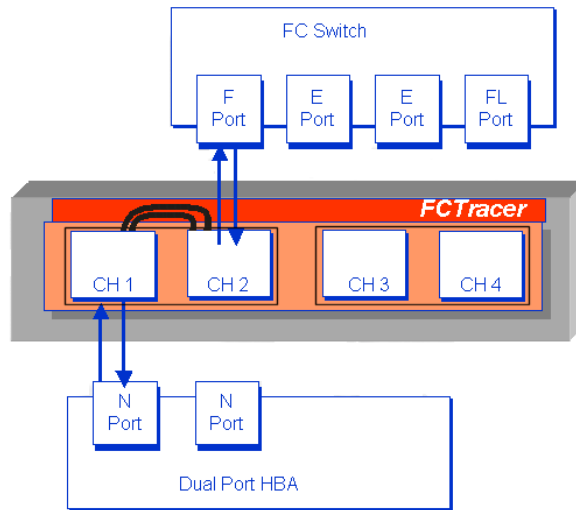 FC Switch
F
Port
E
Port
E
Port
FL
Port
FCTracer
CH 1
CH 2
CH 3
CH 4
N
Port
N
Port
Dual Port HBA